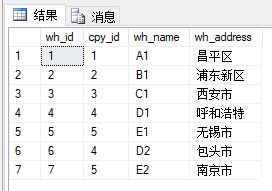 结果 消息
wh_id cpy_id wh_name wh_address
1 1 1 A1 昌平区
2 2 2 B1 浦东新区
3 3 3 C1 西安市
4 4 4 D1 呼和浩特
5 5 5 E1 无锡市
6 6 4 D2 包头市
7 7 5 E2 南京市